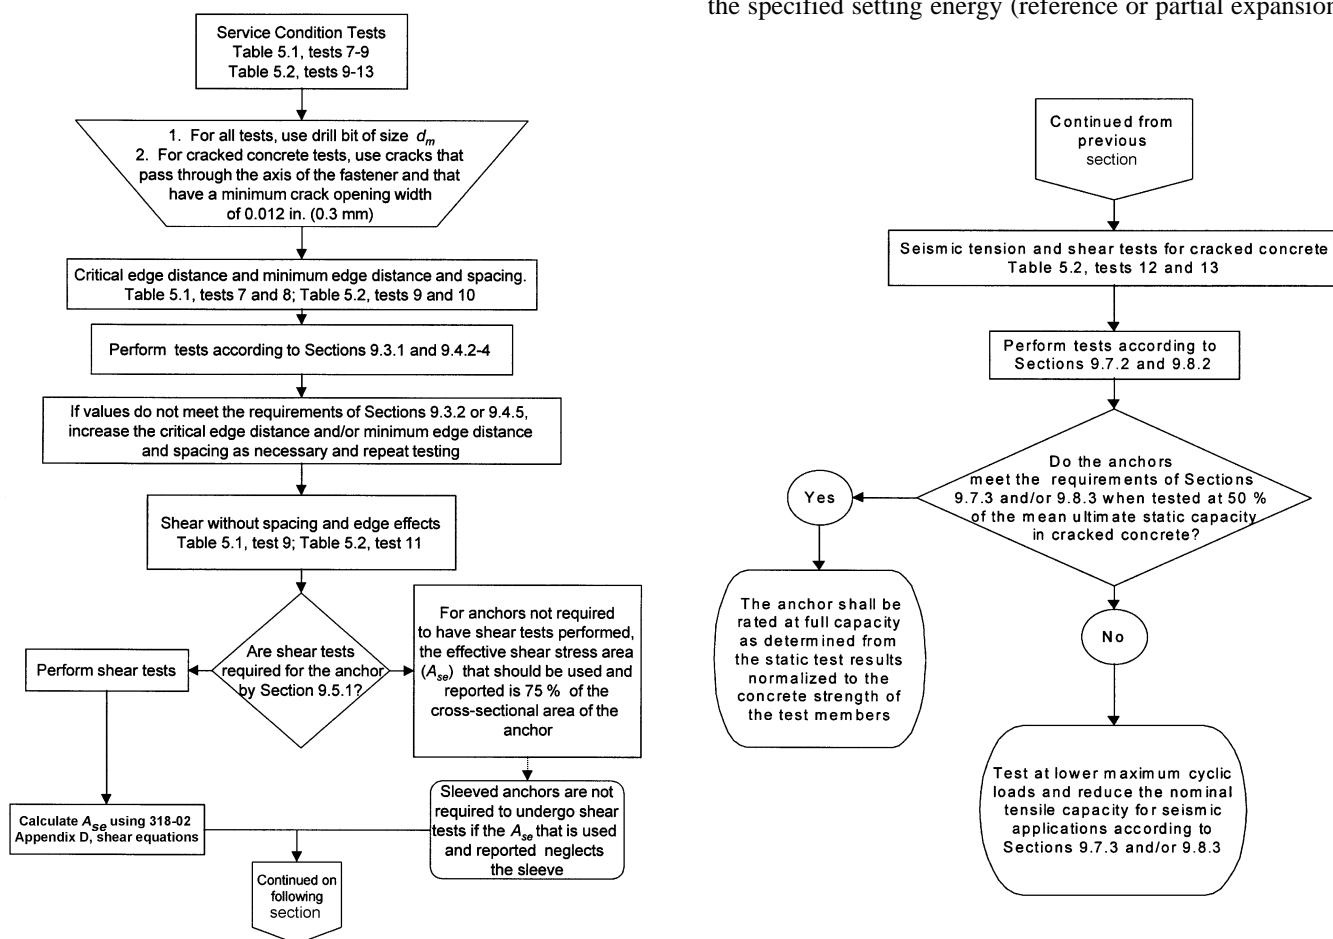 Service Condition Tests
Table 5.1, tests 7-9
Table 5.2, tests 9-13
1. For all tests, use drill bit of size dm
2. For cracked concrete tests, use cracks that
pass through the axis of the fastener and that
have a minimum crack opening width
of 0.012 in. (0.3 mm)
Critical edge distance and minimum edge distance and spacing.
Table 5.1, tests 7 and 8; Table 5.2, tests 9 and 10
Perform tests according to Sections 9.3.1 and 9.4.2-4
If values do not meet the requirements of Sections 9.3.2 or 9.4.5,
increase the critical edge distance and/or minimum edge distance
and spacing as necessary and repeat testing
Shear without spacing and edge effects
Table 5.1, test 9; Table 5.2, test 11
Are shear tests
required for the anchor
by Section 9.5.1?
Perform shear tests
For anchors not required
to have shear tests performed,
the effective shear stress area
(Ase) that should be used and
reported is 75 % of the
cross-sectional area of the
anchor
Calculate Ase using 318-02
Appendix D, shear equations
Sleeved anchors are not
required to undergo shear
tests if the Ase that is used
and reported neglects
the sleeve
Continued on
following
section
the specified setting energy (reference or partial expansion
Continued from
previous
section
Seismic tension and shear tests for cracked concrete
Table 5.2, tests 12 and 13
Perform tests according to
Sections 9.7.2 and 9.8.2
Do the anchors
meet the requirements of Sections
9.7.3 and/or 9.8.3 when tested at 50 %
of the mean ultimate static capacity
in cracked concrete?
Yes
The anchor shall be
rated at full capacity
as determined from
the static test results
normalized to the
concrete strength of
the test members
No
Test at lower maximum cyclic
loads and reduce the nominal
tensile capacity for seismic
applications according to
Sections 9.7.3 and/or 9.8.3